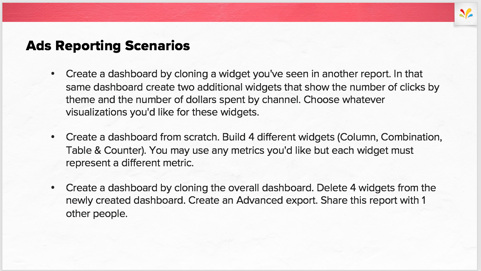 Ads Reporting Scenarios
• Create a dashboard by cloning a widget you've seen in another report. In that
same dashboard create two additional widgets that show the number of clicks by
theme and the number of dollars spent by channel. Choose whatever
visualizations you'd like for these widgets.
• Create a dashboard from scratch. Build 4 different widgets (Column, Combination,
Table & Counter). You may use any metrics you'd like but each widget must
represent a different metric.
• Create a dashboard by cloning the overall dashboard. Delete 4 widgets from the
newly created dashboard. Create an Advanced export. Share this report with 1
other people.